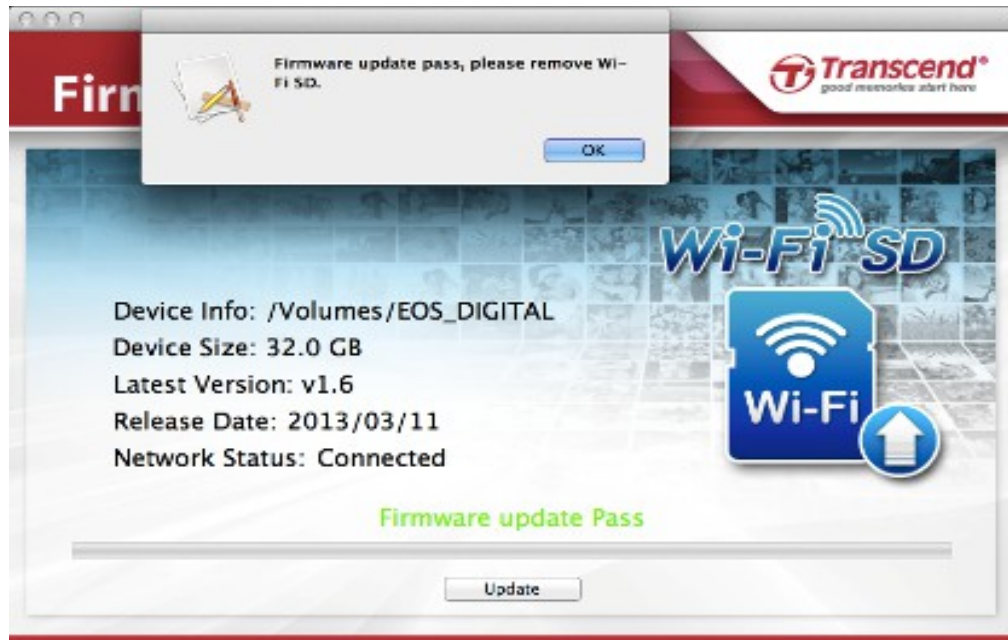 Firmware update pass, please remove Wi-
Fi SD.
OK
Firn
Transcend®
good memories start here
Wi-Fi SD
Device Info: /Volumes/EOS_DIGITAL
Device Size: 32.0 GB
Latest Version: v1.6
Release Date: 2013/03/11
Network Status: Connected
Wi-Fi
Firmware update Pass
Update